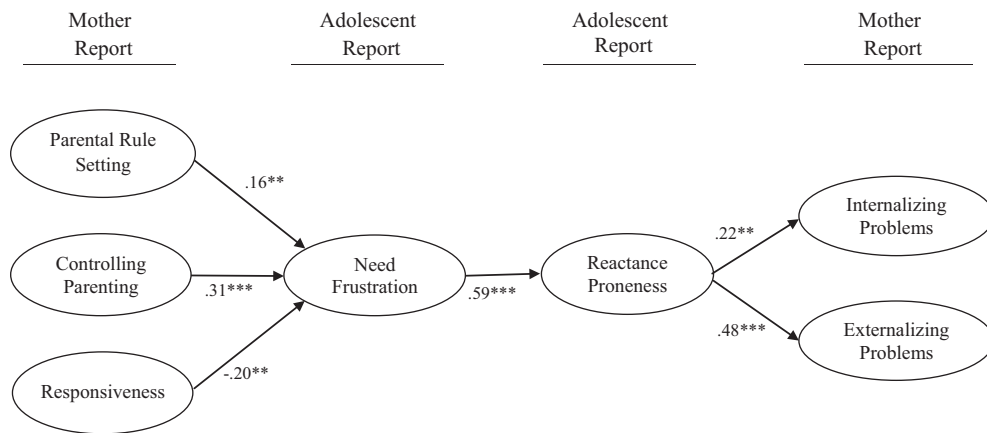 Mother
Report
Adolescent
Report
Adolescent
Report
Mother
Report
Parental Rule
Setting
.16**
Controlling
Parenting
.31***
Responsiveness
-.20**
Need
Frustration
.59***
Reactance
Proneness
.22**
.48***
Internalizing
Problems
Externalizing
Problems